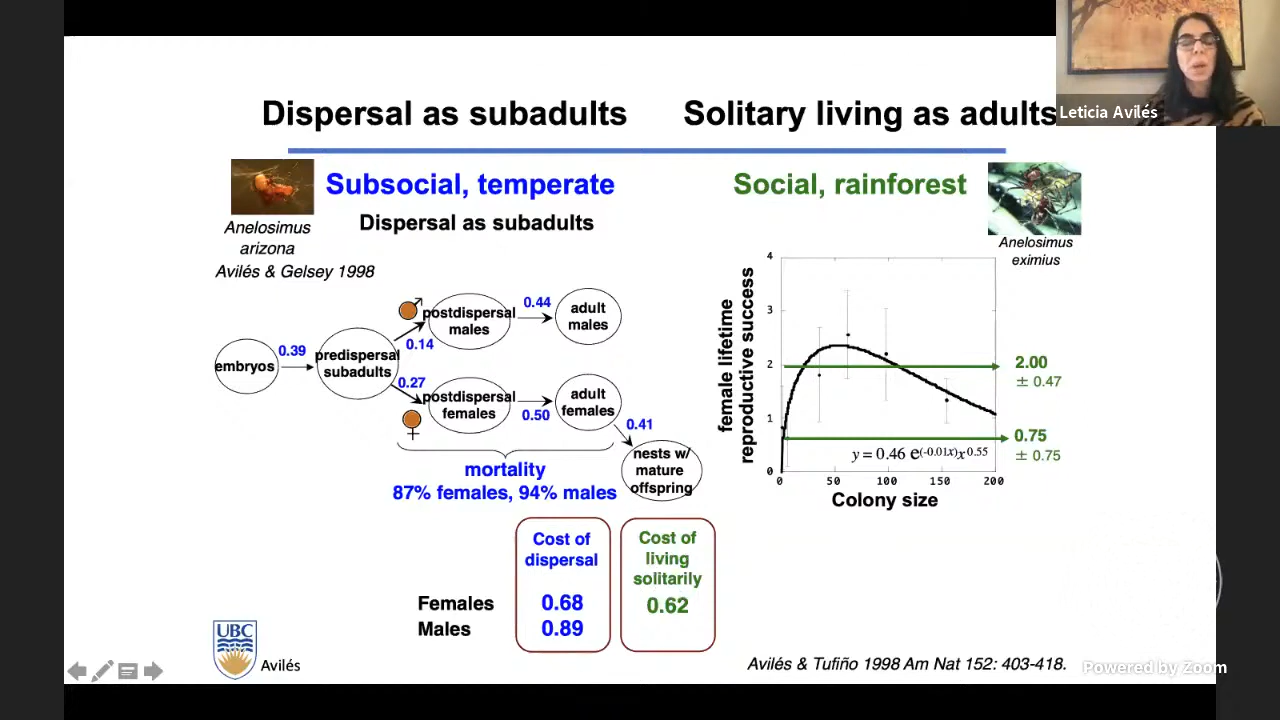 Dispersal as subadults
Solitary living as adults
Leticia Avilés
Subsocial, temperate
Dispersal as subadults
Anelosimus
arizona
Avilés & Gelsey 1998
embryos
0.39
predispersal
subadults
0.14
0.27
postdispersal
males
0.44
adult
males
postdispersal
females
0.50
adult
females
0.41
nests w/
mature
offspring
mortality
87% females, 94% males
Cost of
dispersal
Cost of
living
solitarily
Females
0.68
0.62
Males
0.89
Social, rainforest
Anelosimus
eximius
female lifetime
reproductive success
4
3
2
1
0
0
50
100
150
200
Colony size
y = 0.46 e(-0.01x)x0.55
2.00
± 0.47
0.75
± 0.75
UBC
Avilés
Avilés & Tufiño 1998 Am Nat 152: 403-418.
Powered by Zoom